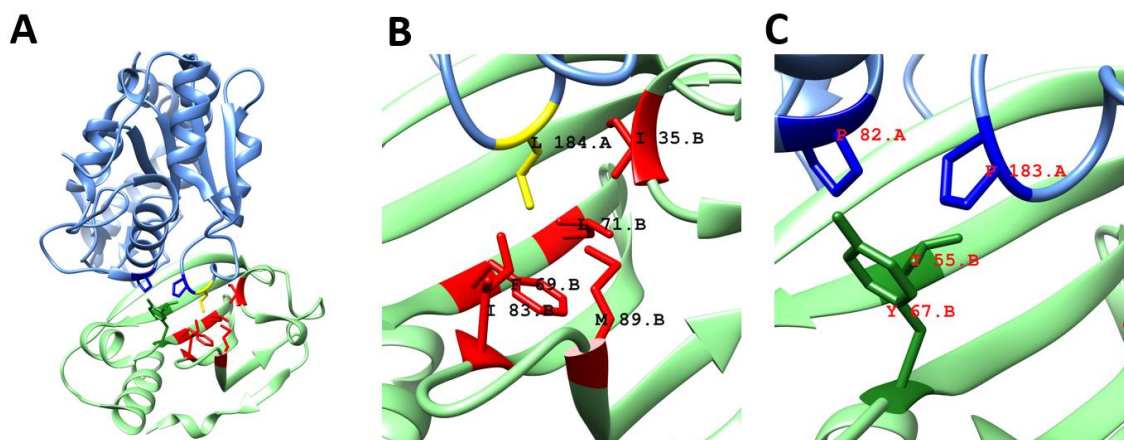 A
B
C
L 184.A
I 35.B
L 71.B
F 69.B
I 83.B
M 89.B
P 82.A
P 183.A
T 55.B
Y 67.B